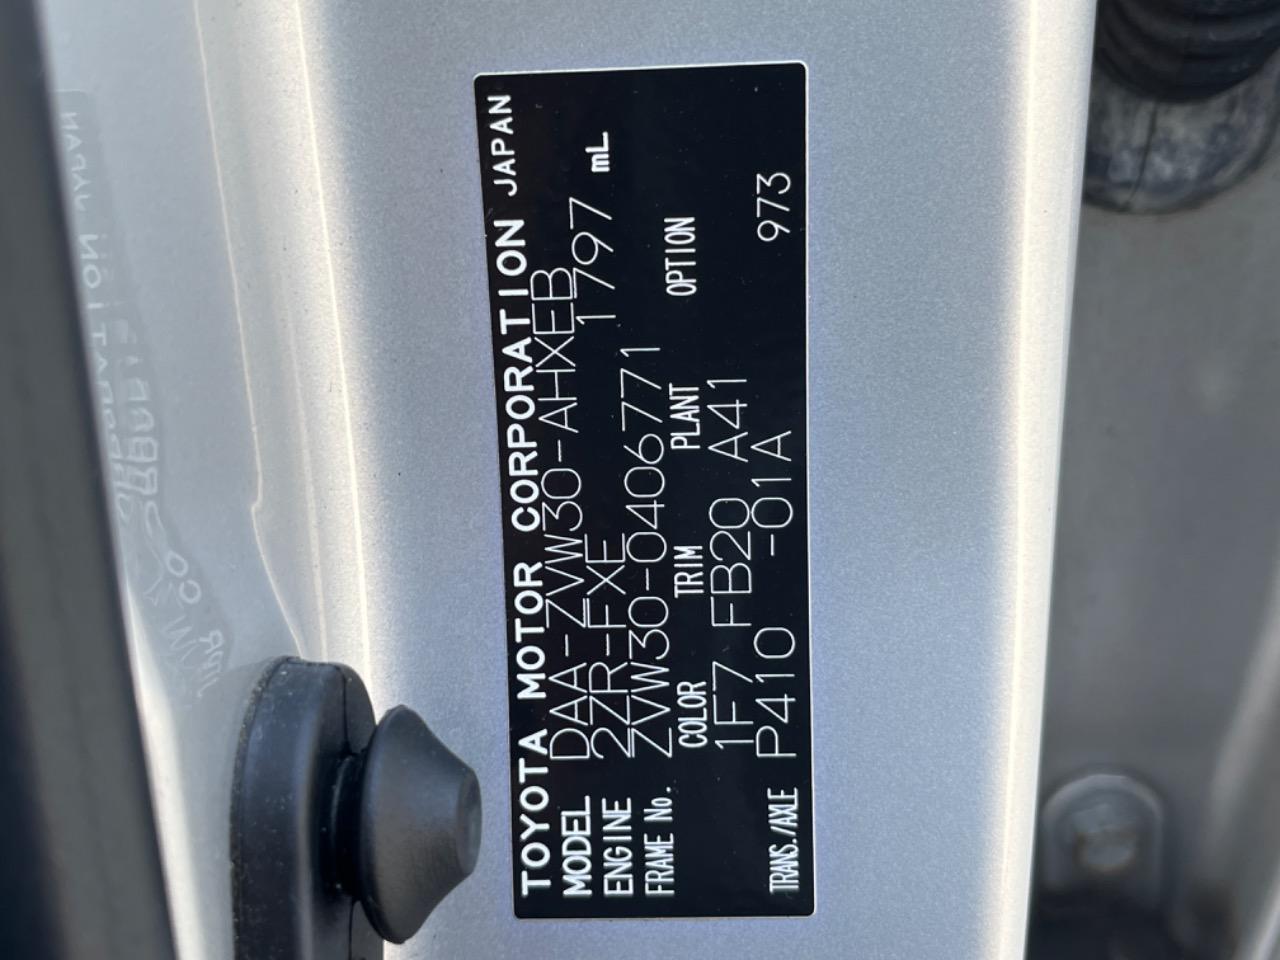 TOYOTA MOTOR CORPORATION JAPAN
MODEL DAA-ZVW30-AHXEB
ENGINE 2ZR-FXE 1797 mL
FRAME No. ZVW30-0406771
COLOR TRIM PLANT OPTION
1F7 FB20 A41
TRANS./AXLE P410 -01A 973